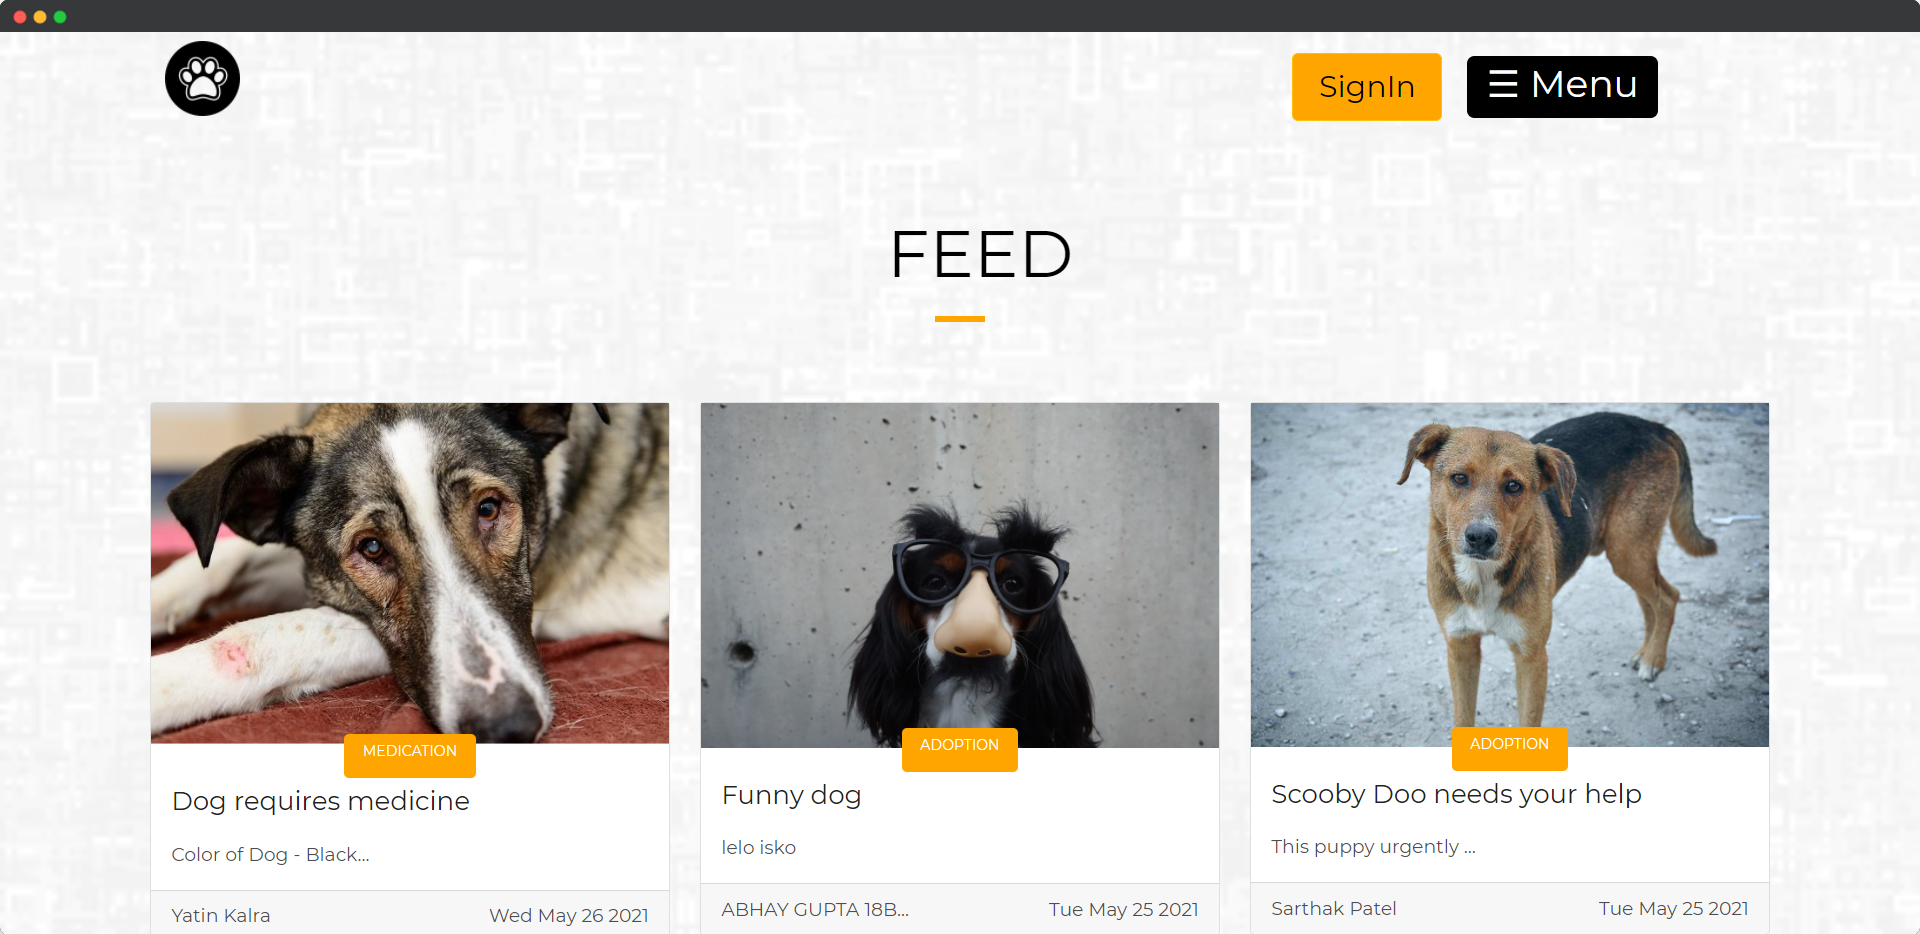 SignIn
☰ Menu
FEED
MEDICATION
Dog requires medicine
Color of Dog - Black...
Yatin Kalra
Wed May 26 2021
ADOPTION
Funny dog
lelo isko
ABHAY GUPTA 18B...
Tue May 25 2021
ADOPTION
Scooby Doo needs your help
This puppy urgently ...
Sarthak Patel
Tue May 25 2021